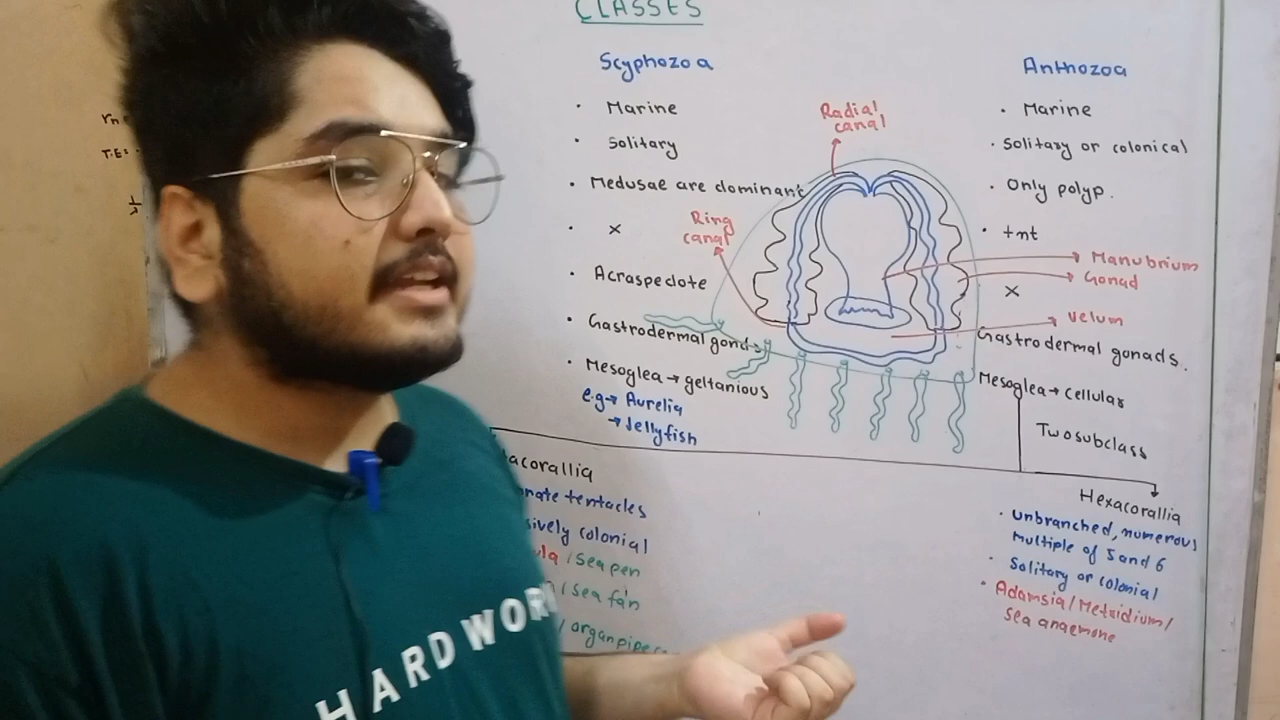 CLASSES
Scyphozoa
• Marine
• Solitary
• Medusae are dominant
• x
• Acraspedote
• Gastrodermal gonds
• Mesoglea → geltanious
e.g → Aurelia
→ Jellyfish
Radial
canal
Ring
canal
Manubrium
Gonad
Velum
Anthozoa
• Marine
• Solitary or colonical
• Only polyp.
• +nt
x
Gastrodermal gonads.
Mesoglea → cellular
Two subclass
acorallia
nate tentacles
sively colonial
ula / sea pen
/ sea fan
/ organpipe
Hexacorallia
• unbranched, numerous
multiple of 5 and 6
• Solitary or colonial
• Adamsia / Metridium /
Sea anaemone
HARD WOR